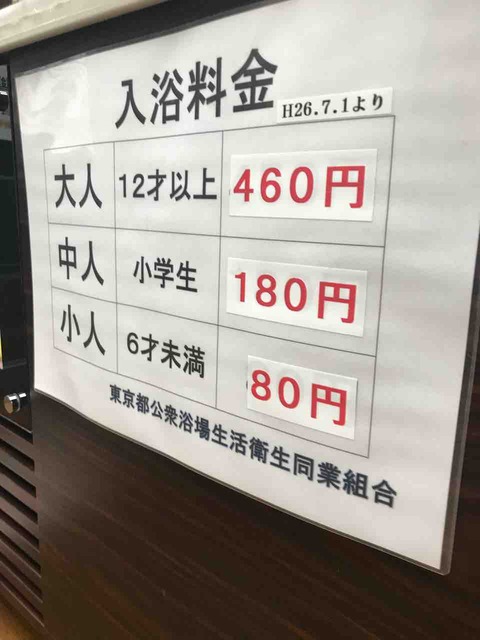 入浴料金
H26.7.1より
大人 12才以上 460円
中人 小学生 180円
小人 6才未満 80円
東京都公衆浴場生活衛生同業組合